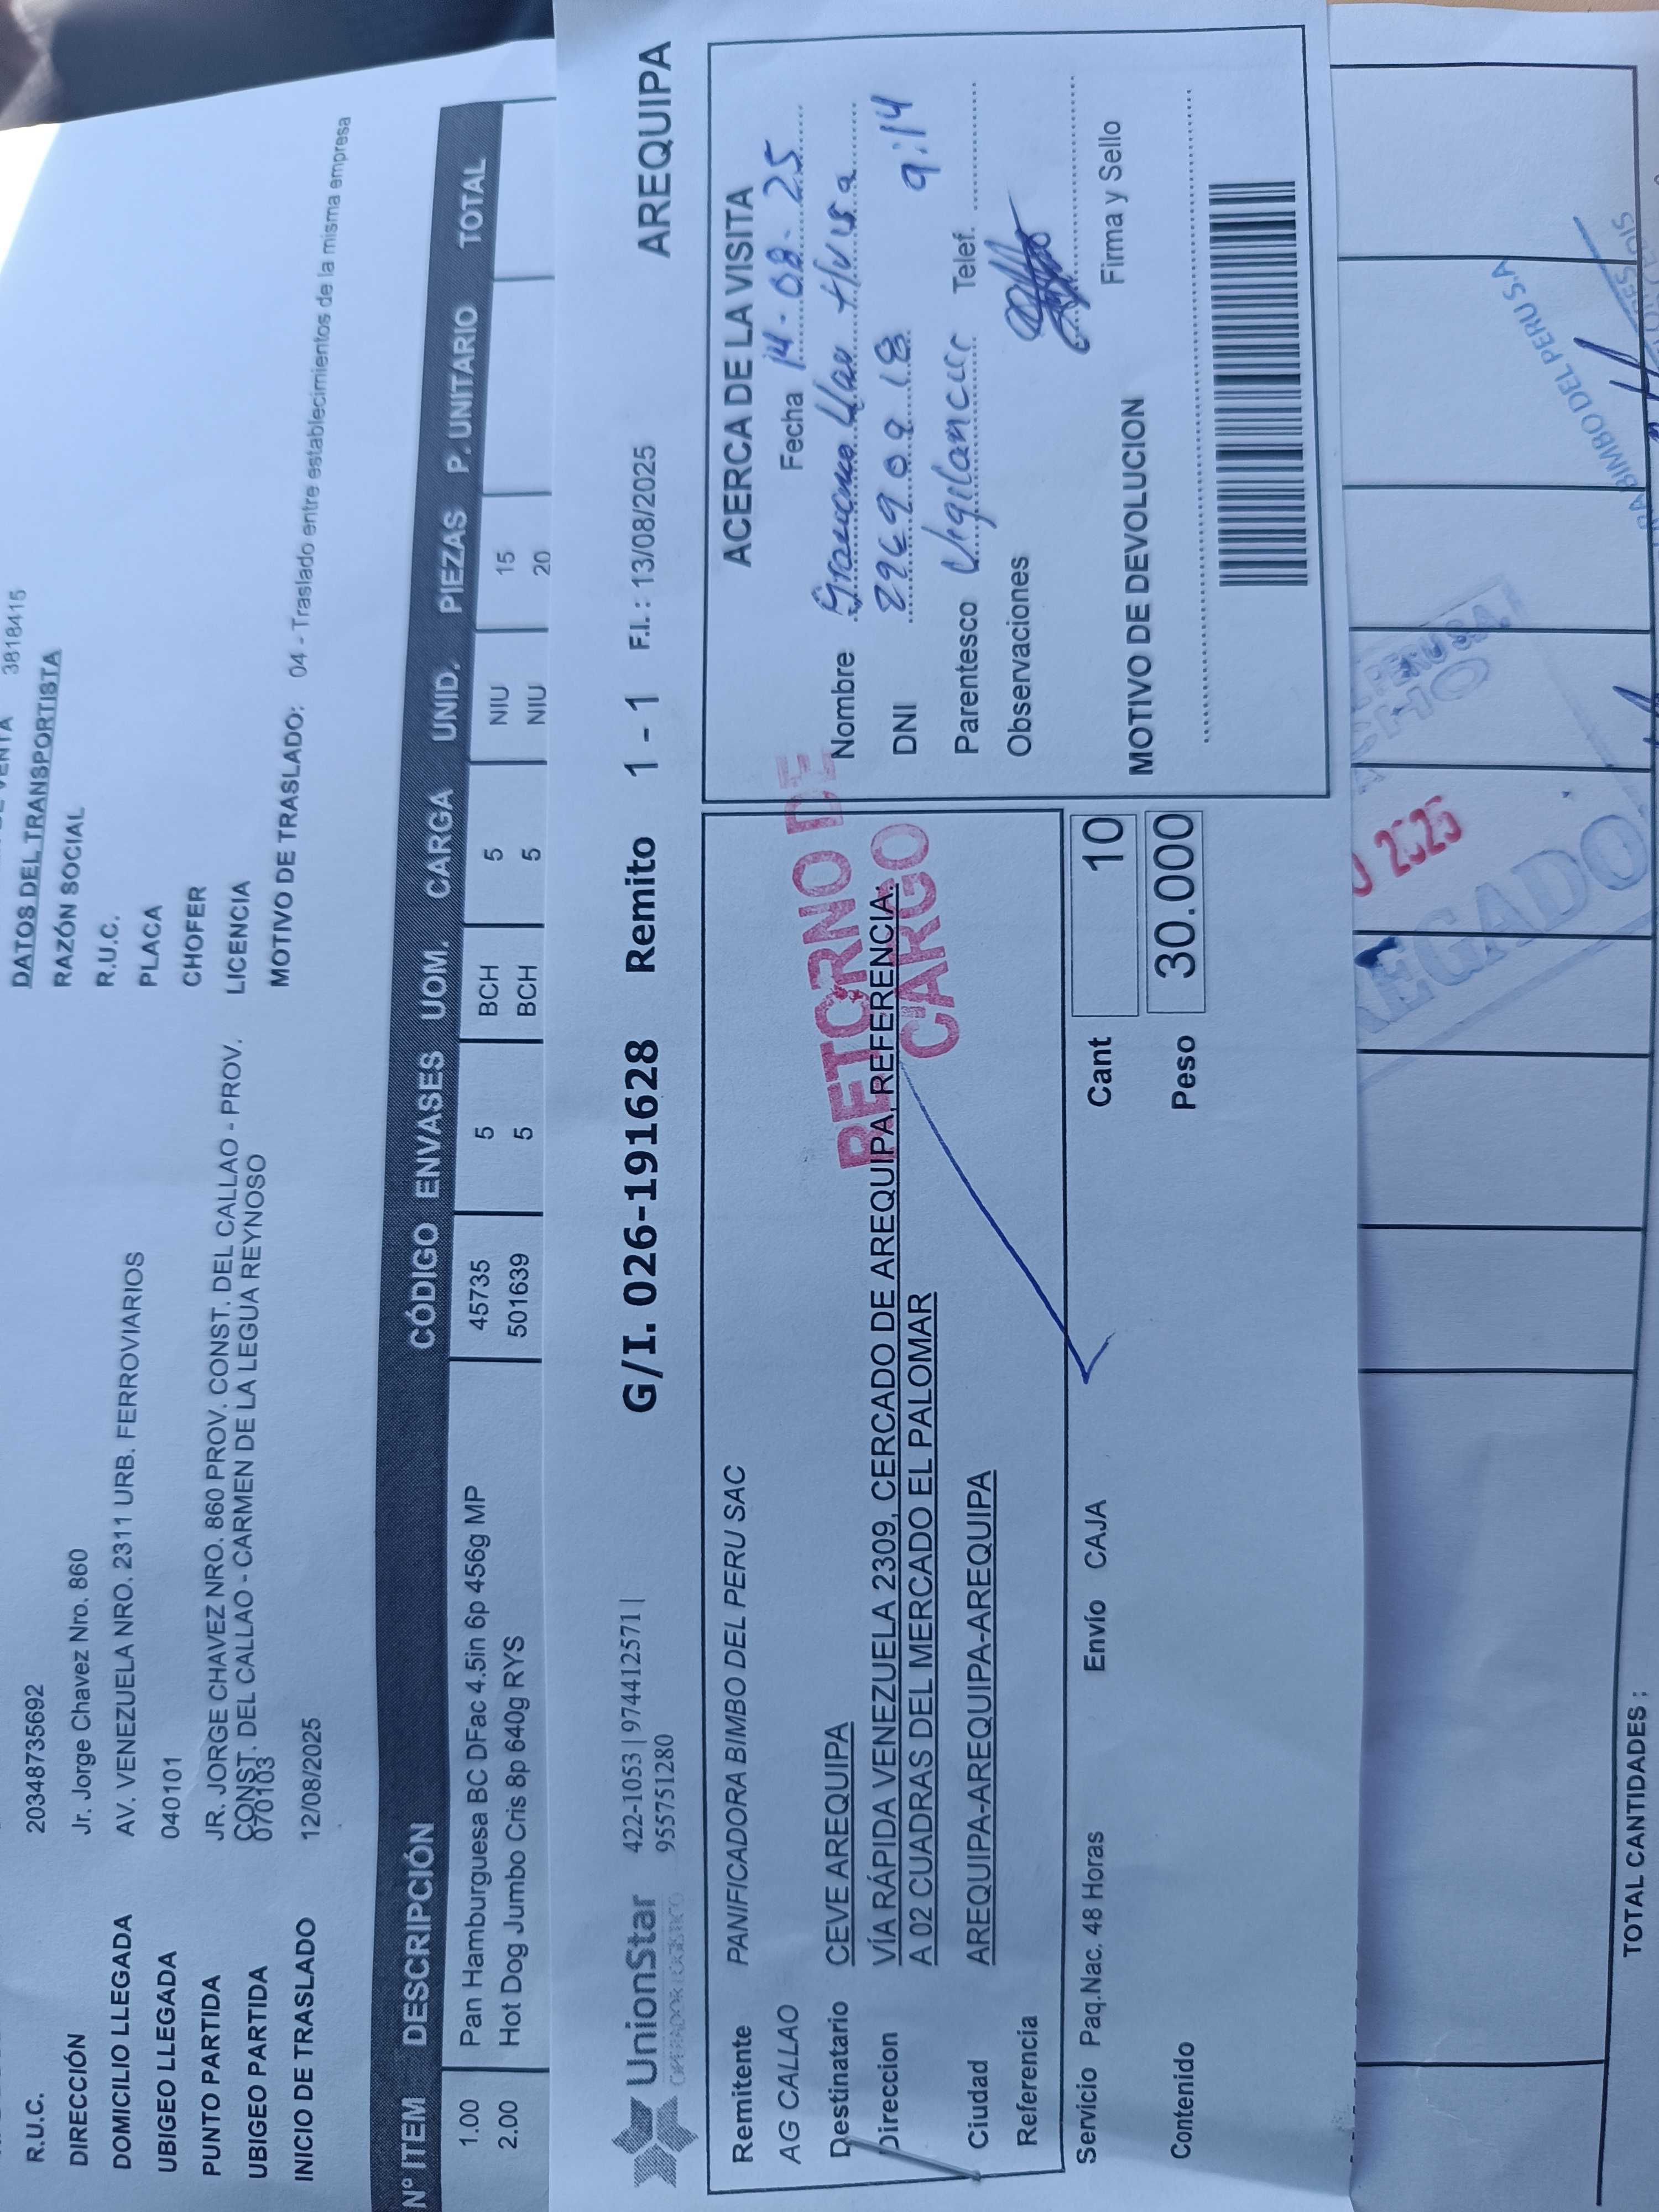 R.U.C. 20348735692
DIRECCIÓN Jr. Jorge Chavez Nro. 860
DOMICILIO LLEGADA AV. VENEZUELA NRO. 2311 URB. FERROVIARIOS
UBIGEO LLEGADA 040101
PUNTO PARTIDA JR. JORGE CHAVEZ NRO. 860 PROV. CONST. DEL CALLAO - PROV.
CONST. DEL CALLAO - CARMEN DE LA LEGUA REYNOSO
UBIGEO PARTIDA 070103
INICIO DE TRASLADO 12/08/2025
3818415
DATOS DEL TRANSPORTISTA
RAZÓN SOCIAL
R.U.C.
PLACA
CHOFER
LICENCIA
MOTIVO DE TRASLADO: 04 - Traslado entre establecimientos de la misma empresa
N° ITEM DESCRIPCIÓN CÓDIGO ENVASES UOM. CARGA UNID. PIEZAS P. UNITARIO TOTAL
1.00 Pan Hamburguesa BC DFac 4.5in 6p 456g MP 45735 5 BCH 5 NIU 15
2.00 Hot Dog Jumbo Cris 8p 640g RYS 501639 5 BCH 5 NIU 20
UnionStar
OPERADOR LOGISTICO
422-1053 | 974412571 |
955751280
G/I. 026-191628 Remito 1 - 1 F.I.: 13/08/2025 AREQUIPA
Remitente PANIFICADORA BIMBO DEL PERU SAC
AG CALLAO
Destinatario CEVE AREQUIPA
Direccion VÍA RÁPIDA VENEZUELA 2309, CERCADO DE AREQUIPA, REFERENCIA:
A 02 CUADRAS DEL MERCADO EL PALOMAR
Ciudad AREQUIPA-AREQUIPA-AREQUIPA
Referencia
RETORNO DE
CARGO
Servicio Paq.Nac. 48 Horas Envío CAJA Cant 10
Contenido Peso 30.000
ACERCA DE LA VISITA
Fecha 14-08-25
Nombre
DNI 29690918 9:14
Parentesco Vigilancia Telef.
Observaciones
Firma y Sello
MOTIVO DE DEVOLUCION
BIMBO DEL PERU S.A
2025
TOTAL CANTIDADES :